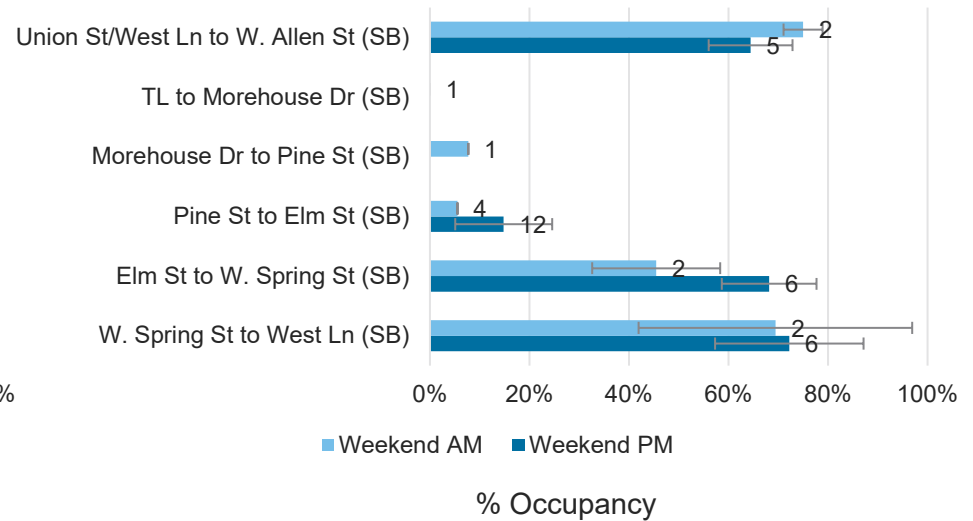 Union St/West Ln to W. Allen St (SB)
2
5
TL to Morehouse Dr (SB)
1
Morehouse Dr to Pine St (SB)
1
Pine St to Elm St (SB)
4
12
Elm St to W. Spring St (SB)
2
6
W. Spring St to West Ln (SB)
2
6
% 0% 20% 40% 60% 80% 100%
Weekend AM Weekend PM
% Occupancy